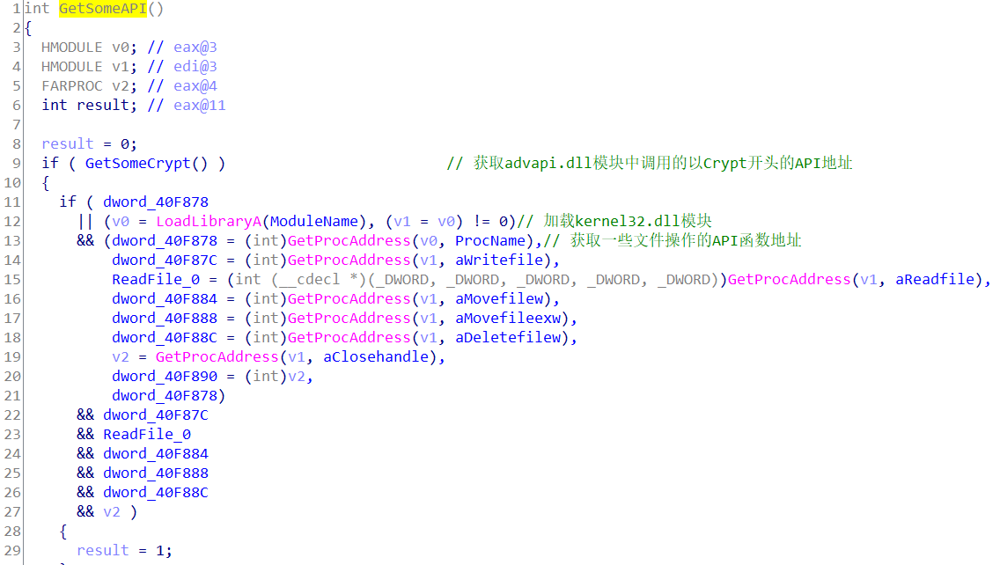 1 int GetSomeAPI()
2 {
3 HMODULE v0; // eax@3
4 HMODULE v1; // edi@3
5 FARPROC v2; // eax@4
6 int result; // eax@11
7
8 result = 0;
9 if ( GetSomeCrypt() ) // 获取advapi.dll模块中调用的以Crypt开头的API地址
10 {
11 if ( dword_40F878
12 || (v0 = LoadLibraryA(ModuleName), (v1 = v0) != 0)// 加载kernel32.dll模块
13 && (dword_40F878 = (int)GetProcAddress(v0, ProcName),// 获取一些文件操作的API函数地址
14 dword_40F87C = (int)GetProcAddress(v1, aWritefile),
15 ReadFile_0 = (int (__cdecl *)(_DWORD, _DWORD, _DWORD, _DWORD, _DWORD))GetProcAddress(v1, aReadfile),
16 dword_40F884 = (int)GetProcAddress(v1, aMovefilew),
17 dword_40F888 = (int)GetProcAddress(v1, aMovefileexw),
18 dword_40F88C = (int)GetProcAddress(v1, aDeletefilew),
19 v2 = GetProcAddress(v1, aClosehandle),
20 dword_40F890 = (int)v2,
21 dword_40F878)
22 && dword_40F87C
23 && ReadFile_0
24 && dword_40F884
25 && dword_40F888
26 && dword_40F88C
27 && v2 )
28 {
29 result = 1;